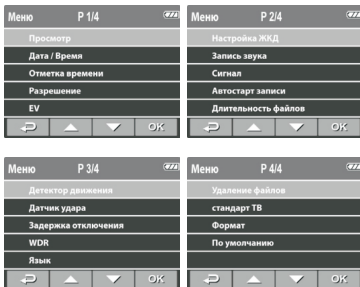 Меню P 1/4
Просмотр
Дата / Время
Отметка времени
Разрешение
EV
OK
Меню P 2/4
Настройка ЖКД
Запись звука
Сигнал
Автостарт записи
Длительность файлов
OK
Меню P 3/4
Детектор движения
Датчик удара
Задержка отключения
WDR
Язык
OK
Меню P 4/4
Удаление файлов
стандарт ТВ
Формат
По умолчанию
OK